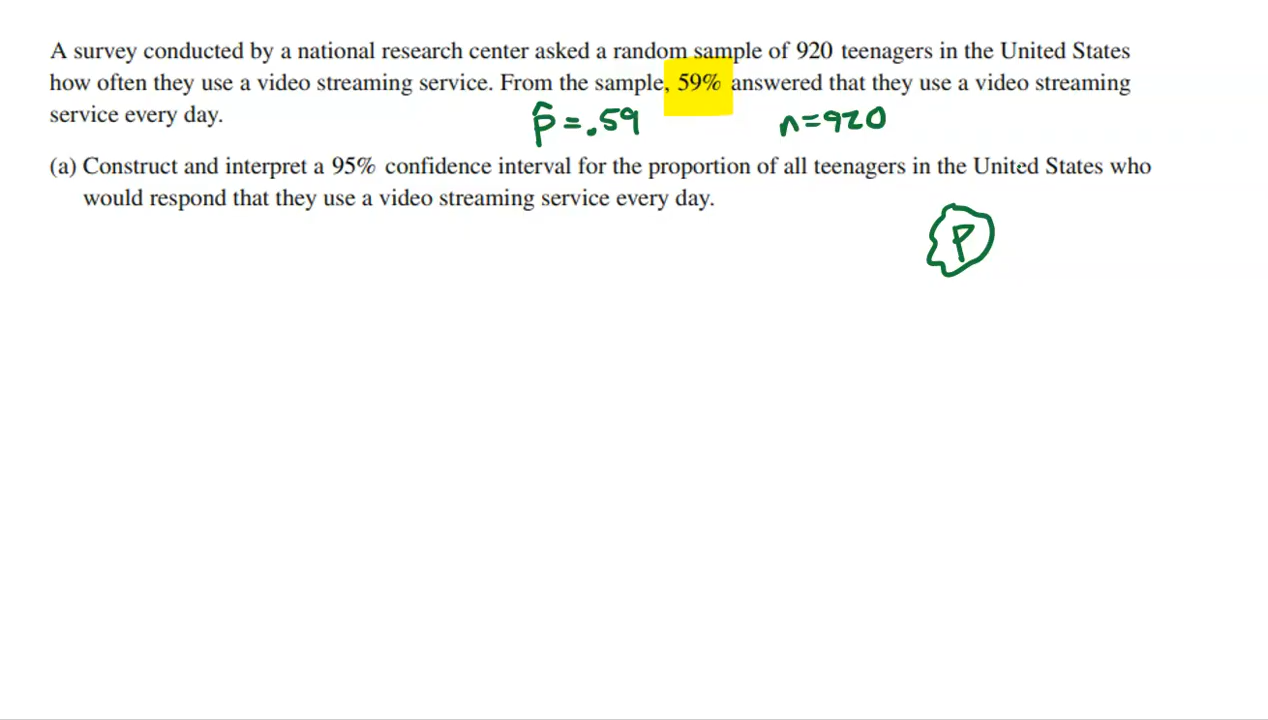 A survey conducted by a national research center asked a random sample of 920 teenagers in the United States
how often they use a video streaming service. From the sample, 59% answered that they use a video streaming
service every day.
p̂ = .59
n=920
(a) Construct and interpret a 95% confidence interval for the proportion of all teenagers in the United States who
would respond that they use a video streaming service every day.
P